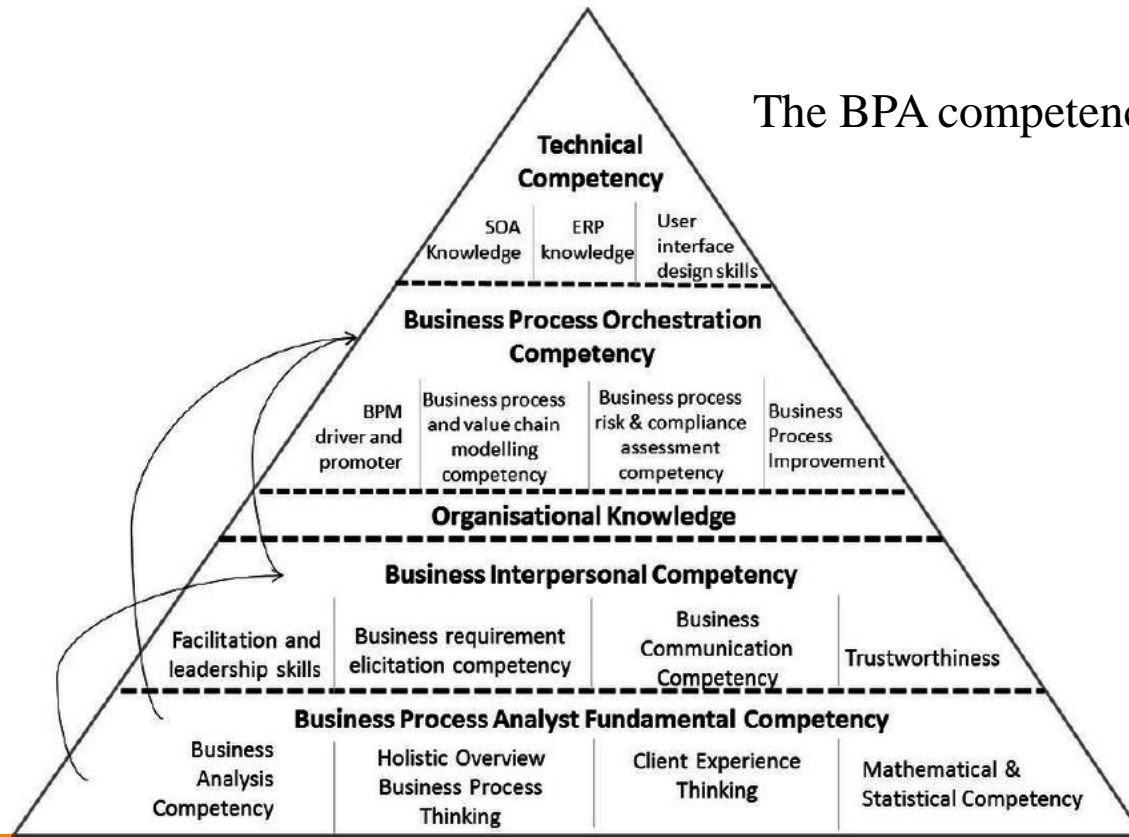 The BPA competenc
Technical
Competency
SOA
Knowledge
ERP
knowledge
User
interface
design skills
Business Process Orchestration
Competency
BPM
driver and
promoter
Business process
and value chain
modelling
competency
Business process
risk & compliance
assessment
competency
Business
Process
Improvement
Organisational Knowledge
Business Interpersonal Competency
Facilitation and
leadership skills
Business requirement
elicitation competency
Business
Communication
Competency
Trustworthiness
Business Process Analyst Fundamental Competency
Business
Analysis
Competency
Holistic Overview
Business Process
Thinking
Client Experience
Thinking
Mathematical &
Statistical Competency